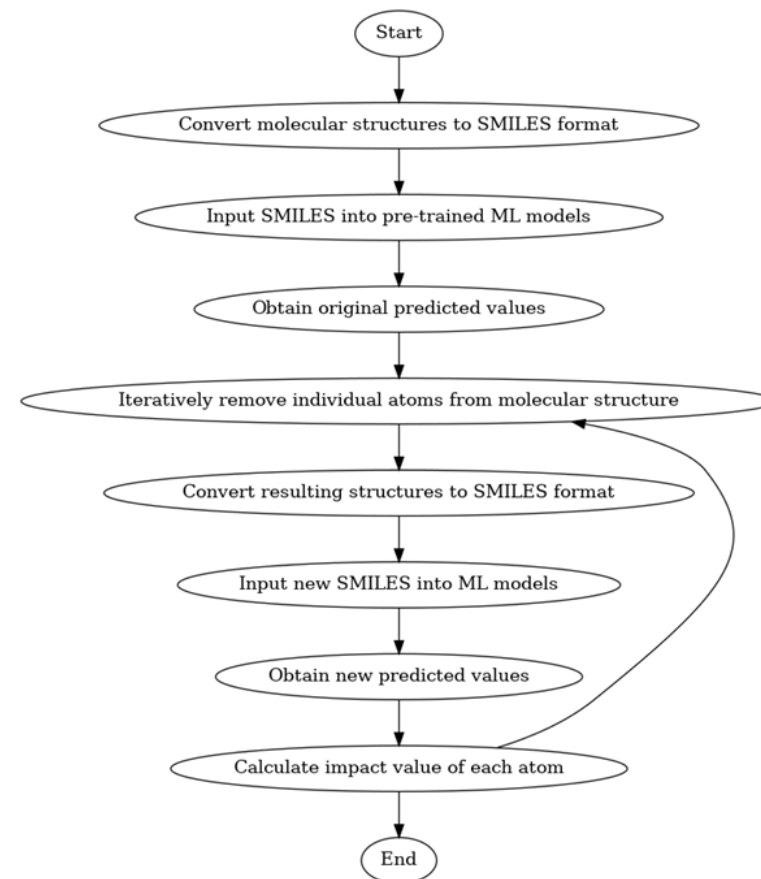 Start
Convert molecular structures to SMILES format
Input SMILES into pre-trained ML models
Obtain original predicted values
Iteratively remove individual atoms from molecular structure
Convert resulting structures to SMILES format
Input new SMILES into ML models
Obtain new predicted values
Calculate impact value of each atom
End